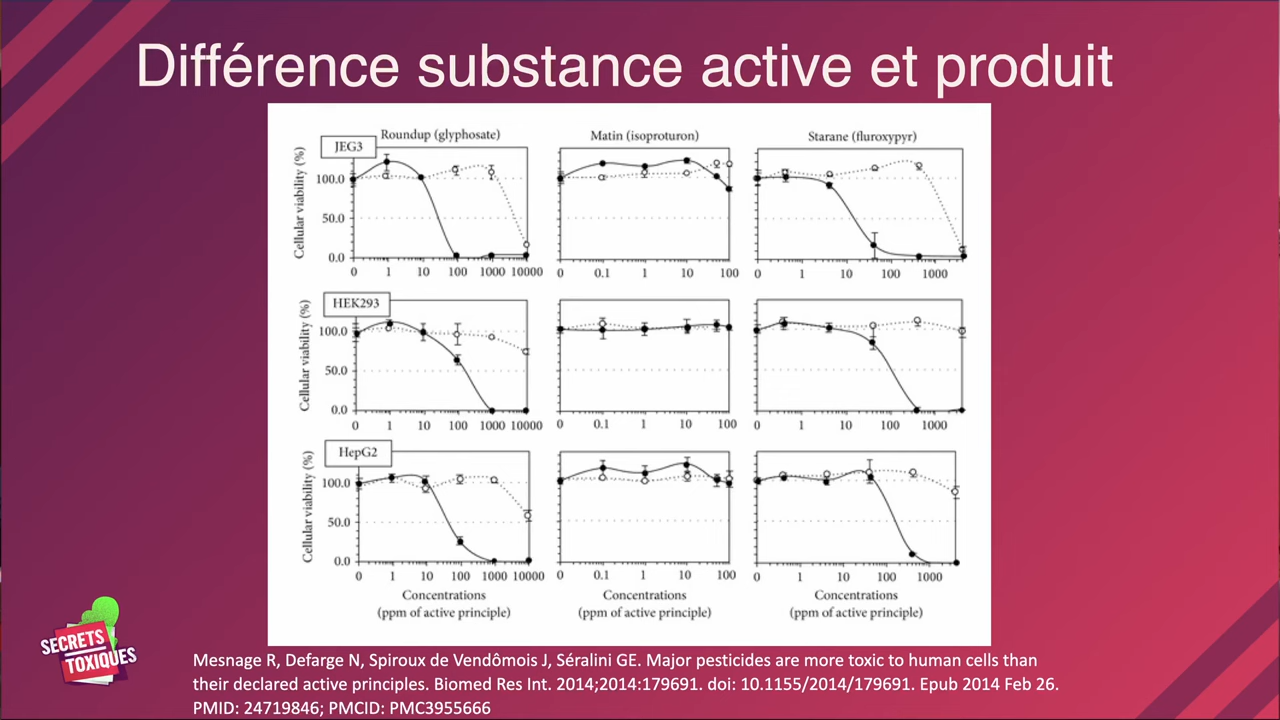 Différence substance active et produit
Roundup (glyphosate)
Matin (isoproturon)
Starane (fluroxypyr)
JEG3
Cellular viability (%)
100.0
50.0
0.0
0 1 10 100 1000 10000
0 0.1 1 10 100
0 1 10 100 1000
HEK293
Cellular viability (%)
100.0
50.0
0.0
0 1 10 100 1000 10000
0 0.1 1 10 100
0 1 10 100 1000
HepG2
Cellular viability (%)
100.0
50.0
0.0
0 1 10 100 1000 10000
0 0.1 1 10 100
0 1 10 100 1000
Concentrations
(ppm of active principle)
Concentrations
(ppm of active principle)
Concentrations
(ppm of active principle)
SECRETS
TOXIQUES
Mesnage R, Defarge N, Spiroux de Vendômois J, Séralini GE. Major pesticides are more toxic to human cells than
their declared active principles. Biomed Res Int. 2014;2014:179691. doi: 10.1155/2014/179691. Epub 2014 Feb 26.
PMID: 24719846; PMCID: PMC3955666